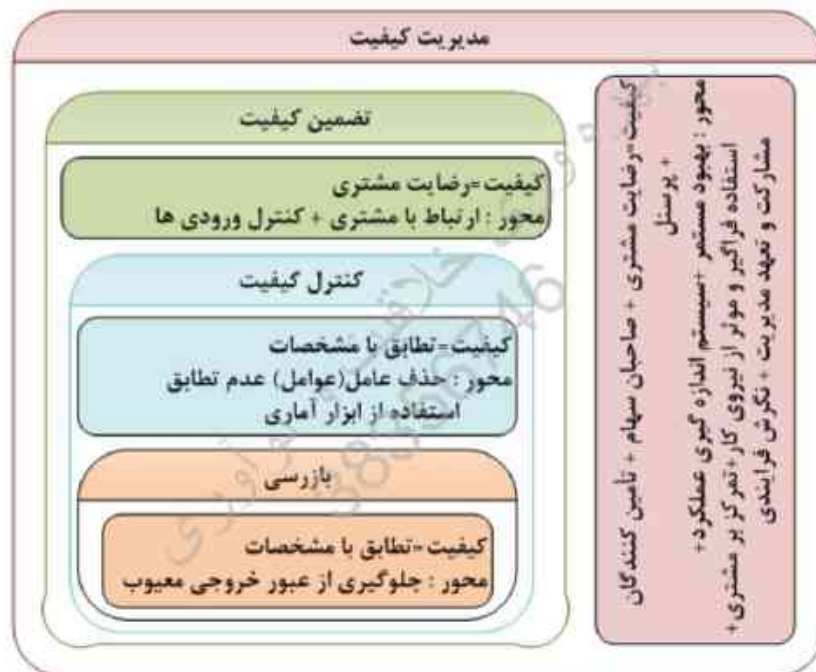 مدیریت کیفیت
کیفیت=رضایت مشتری + صاحبان سهام + تأمین کنندگان
+ پرسنل
محور : بهبود مستمر +سیستم اندازه گیری عملکرد+
استفاده فراگیر و موثر از نیروی کار+تمرکز بر مشتری+
مشارکت و تعهد مدیریت + نگرش فرایندی
تضمین کیفیت
کیفیت=رضایت مشتری
محور : ارتباط با مشتری + کنترل ورودی ها
کنترل کیفیت
کیفیت=تطابق با مشخصات
محور : حذف عامل(عوامل) عدم تطابق
استفاده از ابزار آماری
بازرسی
کیفیت=تطابق با مشخصات
محور : جلوگیری از عبور خروجی معیوب